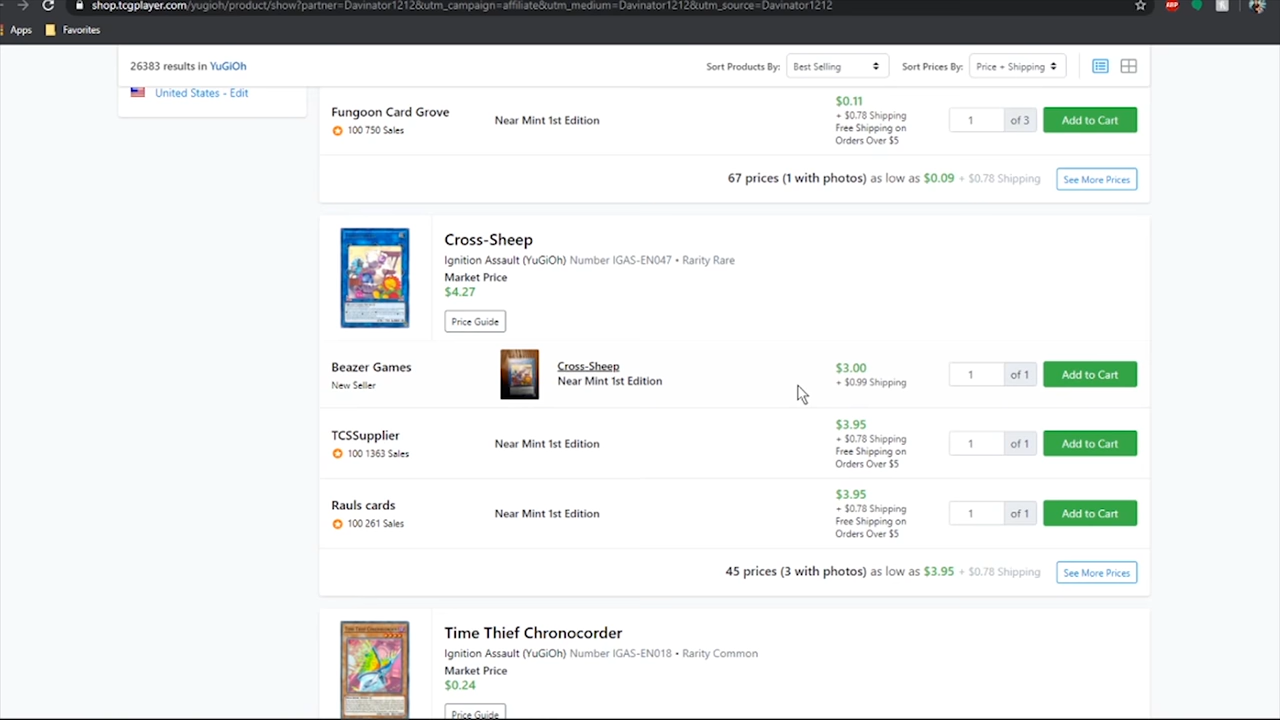 shop.tcgplayer.com/yugioh/product/show?partner=Davinator1212&utm_campaign=affiliate&utm_medium=Davinator1212&utm_source=Davinator1212
ABP
Apps Favorites
26383 results in YuGiOh
Sort Products By: Best Selling
Sort Prices By: Price + Shipping
United States - Edit
Fungoon Card Grove
100 750 Sales
Near Mint 1st Edition
$0.11
+ $0.78 Shipping
Free Shipping on
Orders Over $5
1 of 3
Add to Cart
67 prices (1 with photos) as low as $0.09 + $0.78 Shipping
See More Prices
Cross-Sheep
Ignition Assault (YuGiOh) Number IGAS-EN047 • Rarity Rare
Market Price
$4.27
Price Guide
Beazer Games
New Seller
Cross-Sheep
Near Mint 1st Edition
$3.00
+ $0.99 Shipping
1 of 1
Add to Cart
TCSSupplier
100 1363 Sales
Near Mint 1st Edition
$3.95
+ $0.78 Shipping
Free Shipping on
Orders Over $5
1 of 1
Add to Cart
Rauls cards
100 261 Sales
Near Mint 1st Edition
$3.95
+ $0.78 Shipping
Free Shipping on
Orders Over $5
1 of 1
Add to Cart
45 prices (3 with photos) as low as $3.95 + $0.78 Shipping
See More Prices
Time Thief Chronocorder
Ignition Assault (YuGiOh) Number IGAS-EN018 • Rarity Common
Market Price
$0.24
Price Guide